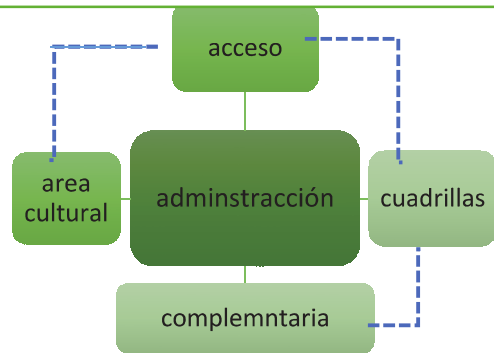 acceso
area
cultural
adminstracción
cuadrillas
complemntaria